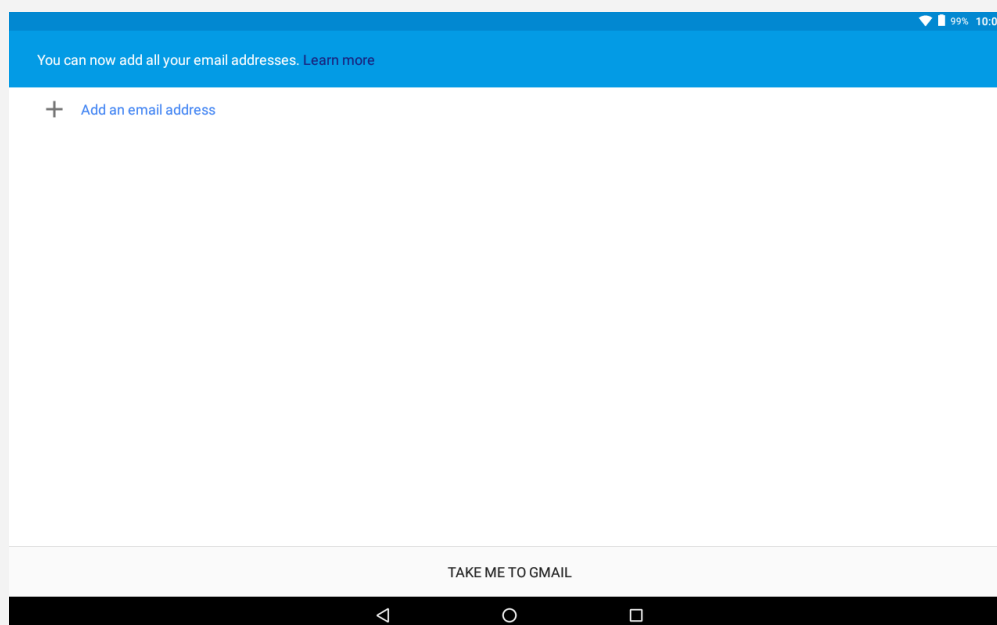 99% 10:0
You can now add all your email addresses. Learn more
Add an email address
TAKE ME TO GMAIL